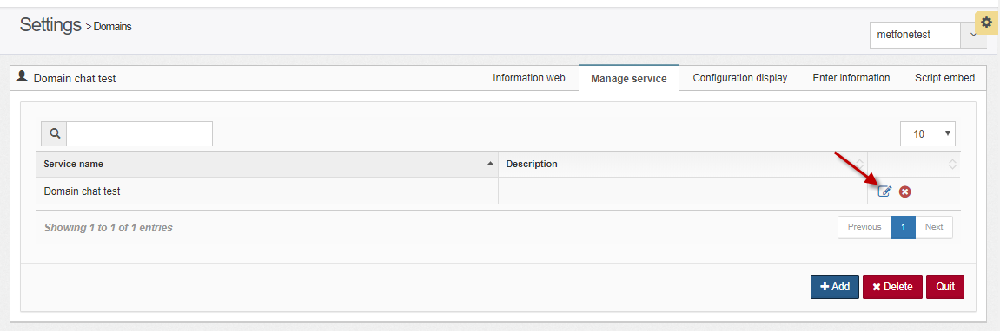 Settings > Domains
metfonetest
Domain chat test
Information web
Manage service
Configuration display
Enter information
Script embed
10
Service name
Description
Domain chat test
Showing 1 to 1 of 1 entries
Previous
1
Next
Add
Delete
Quit